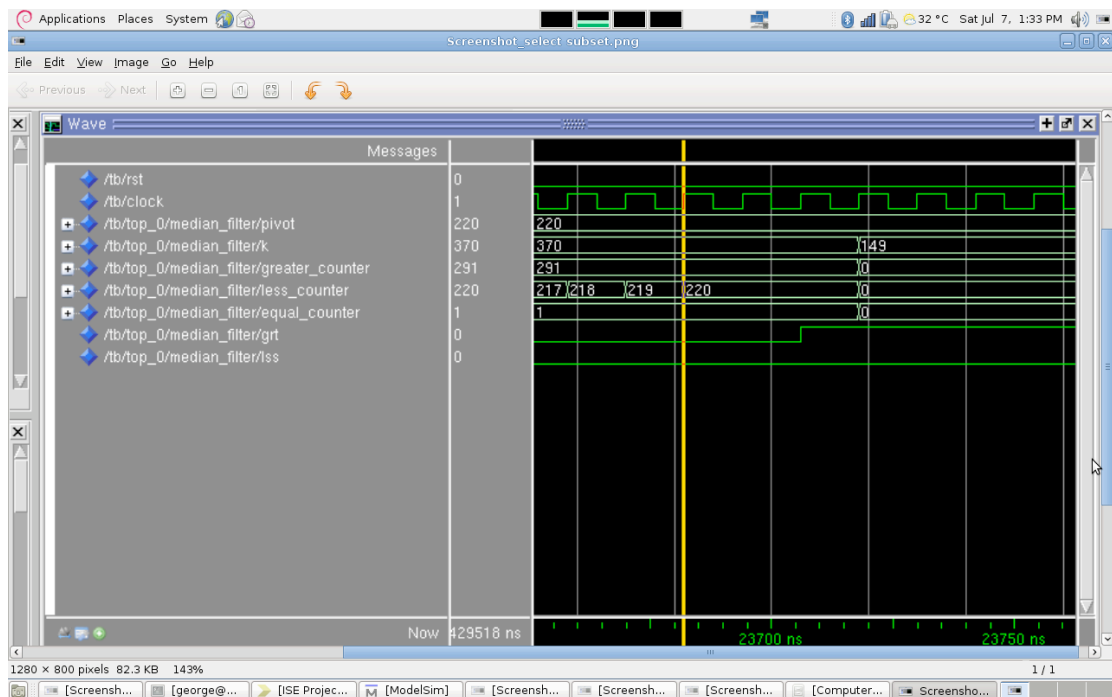 Applications Places System 32 °C Sat Jul 7, 1:33 PM
Screenshot_select subset.png
File Edit View Image Go Help
Previous Next
Wave
Messages
/tb/rst 0
/tb/clock 1
/tb/top_0/median_filter/pivot 220 220
/tb/top_0/median_filter/k 370 370 149
/tb/top_0/median_filter/greater_counter 291 291 0
/tb/top_0/median_filter/less_counter 220 217 218 219 220 0
/tb/top_0/median_filter/equal_counter 1 1 0
/tb/top_0/median_filter/grt 0
/tb/top_0/median_filter/lss 0
Now 429518 ns 23700 ns 23750 ns
1280 × 800 pixels 82.3 KB 143% 1 / 1
[Screensh... [george@... [ISE Projec... [ModelSim] [Screensh... [Screensh... [Screensh... [Computer... Screensho...